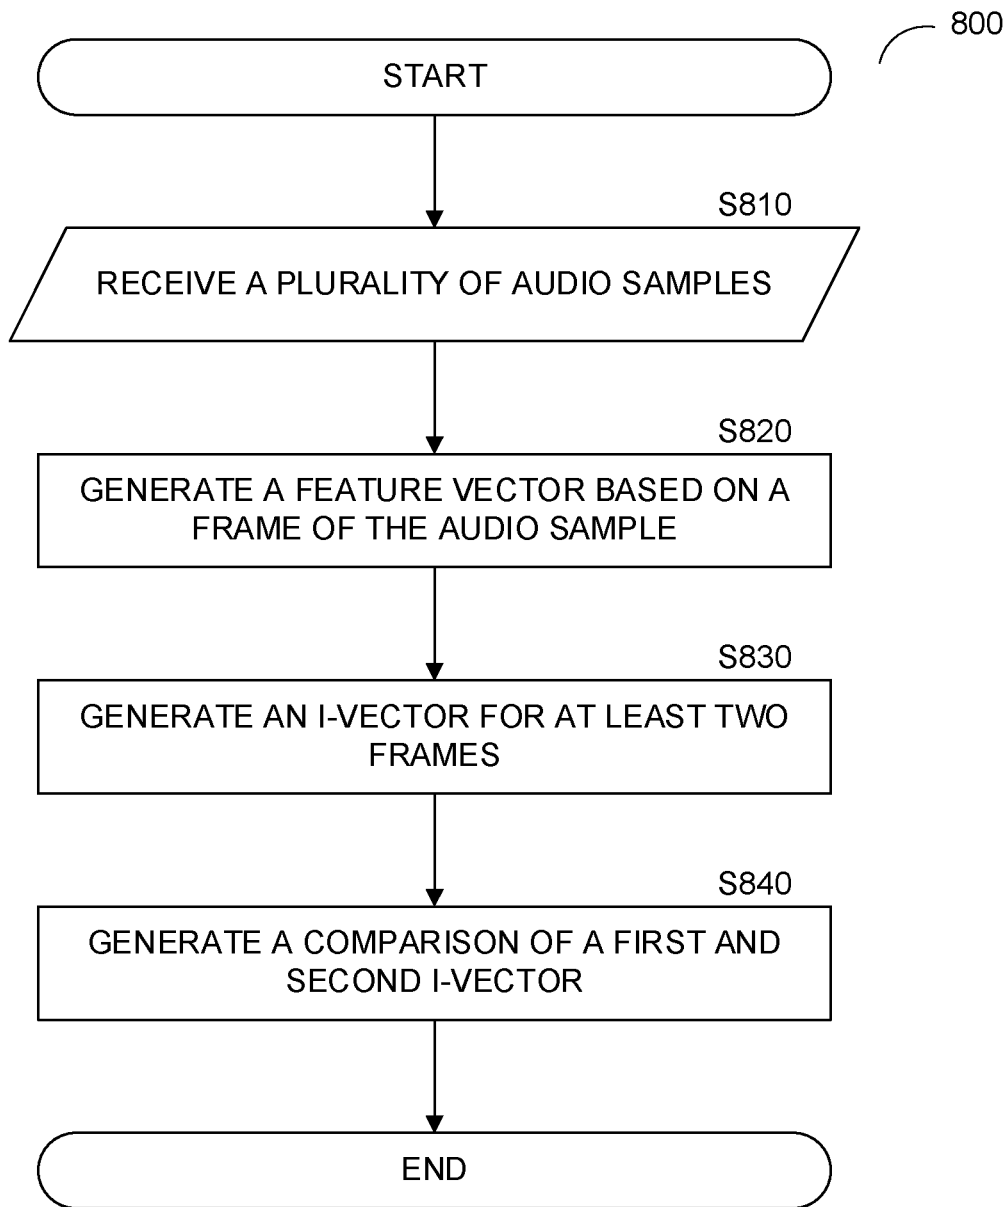 800
START
S810
RECEIVE A PLURALITY OF AUDIO SAMPLES
S820
GENERATE A FEATURE VECTOR BASED ON A
FRAME OF THE AUDIO SAMPLE
S830
GENERATE AN I-VECTOR FOR AT LEAST TWO
FRAMES
S840
GENERATE A COMPARISON OF A FIRST AND
SECOND I-VECTOR
END